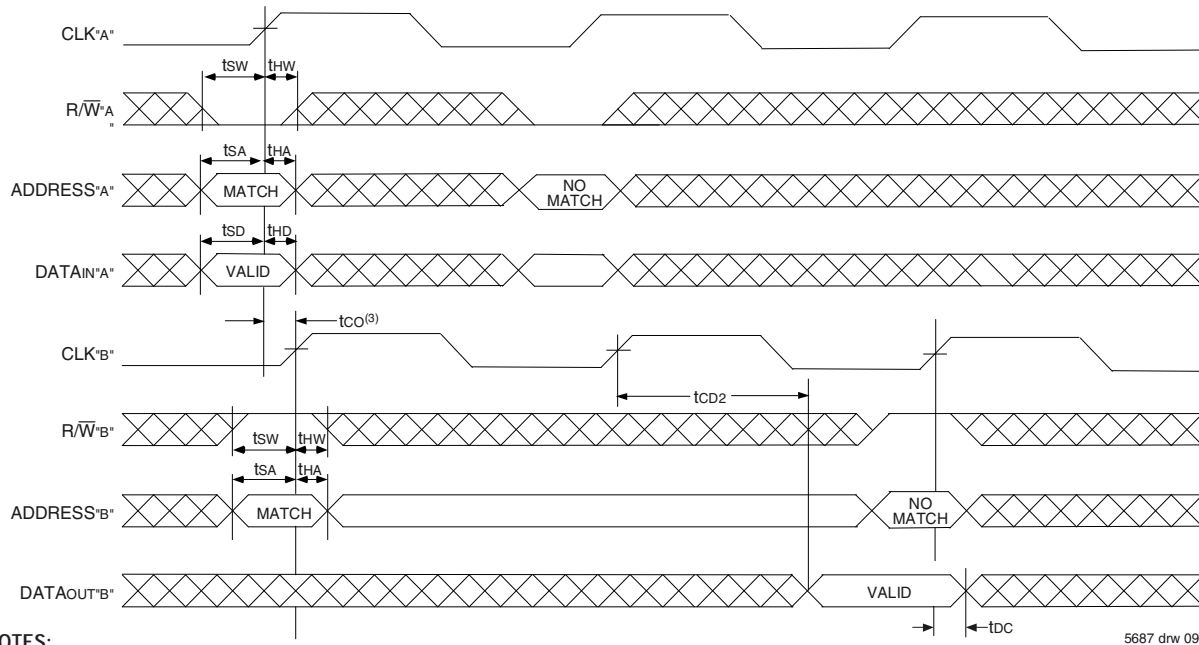 CLK"A"
tSW tHW
R/W̅"A
"
tSA tHA
ADDRESS"A" MATCH NO
MATCH
tSD tHD
DATAIN"A" VALID
tCO(3)
CLK"B"
tCD2
R/W̅"B"
tSW tHW
tSA tHA
ADDRESS"B" MATCH NO
MATCH
DATAOUT"B" VALID
tDC
OTES:
5687 drw 09